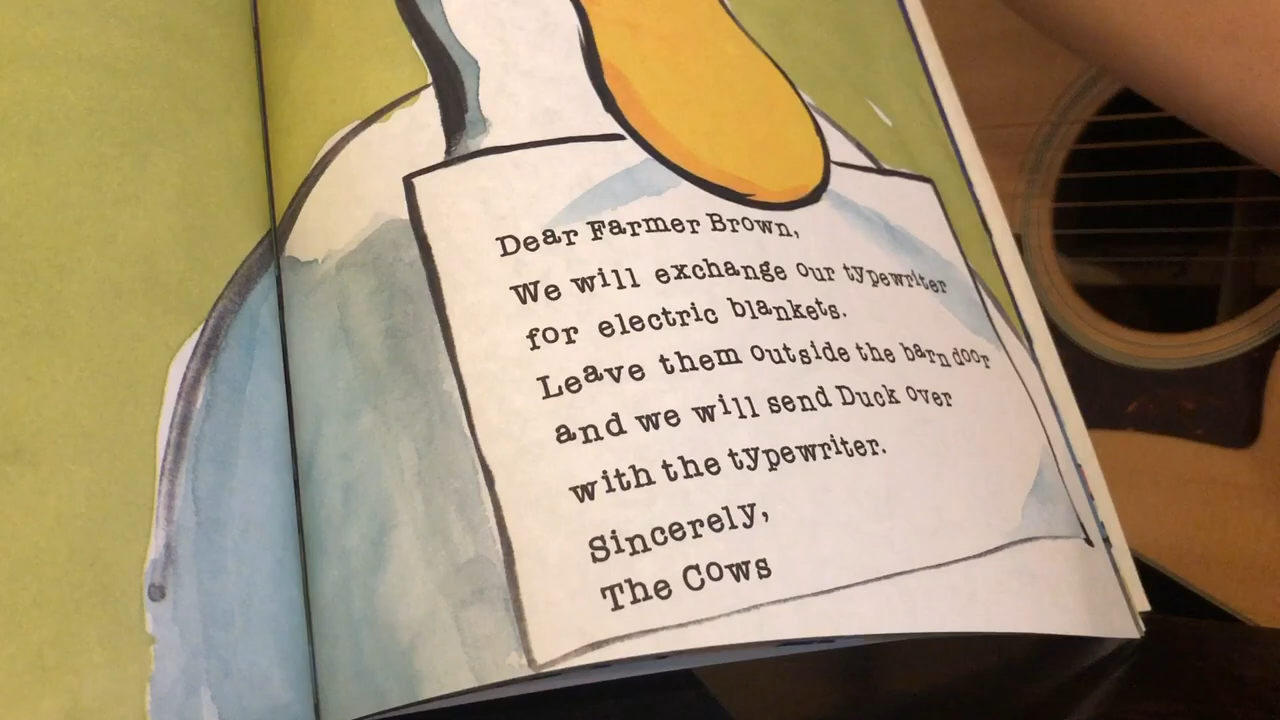 Dear Farmer Brown,
We will exchange our typewriter
for electric blankets.
Leave them outside the barn door
and we will send Duck over
with the typewriter.
Sincerely,
The Cows